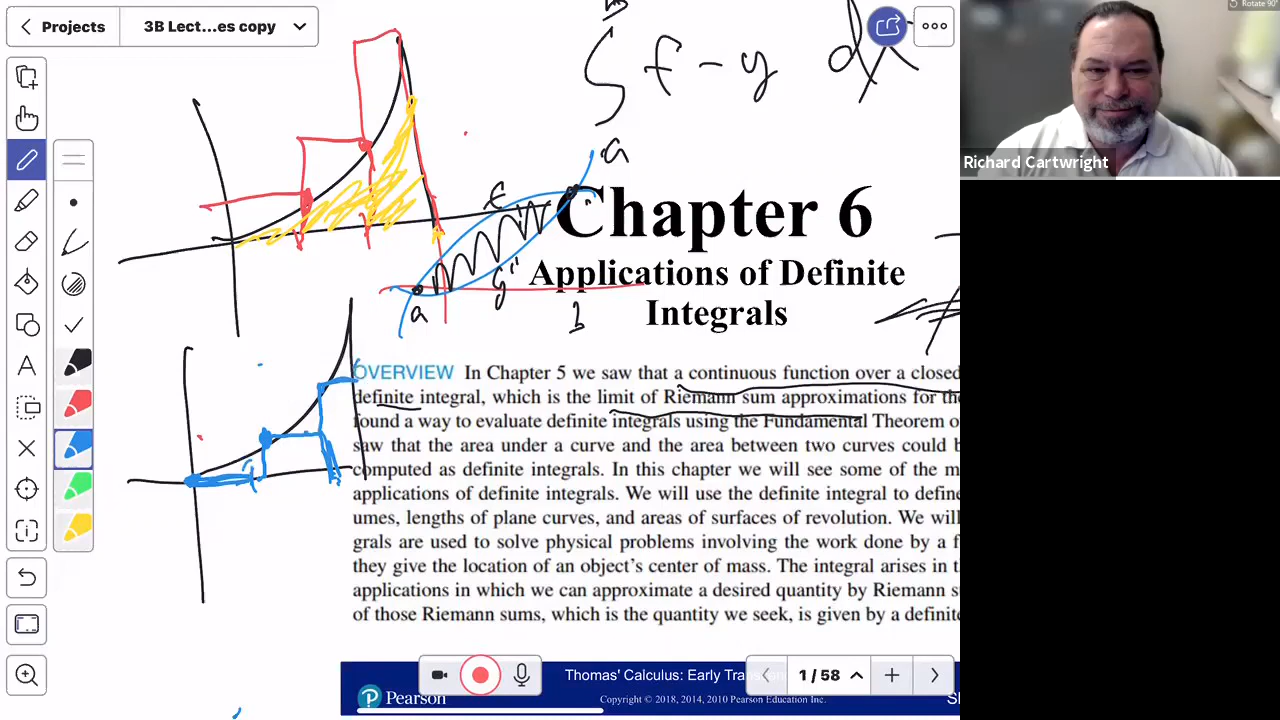 Projects
3B Lect...es copy
Rotate 90°
b
∫ f - y dx
a
Richard Cartwright
Chapter 6
Applications of Definite
Integrals
f
y
a
b
OVERVIEW In Chapter 5 we saw that a continuous function over a closed
definite integral, which is the limit of Riemann sum approximations for the
found a way to evaluate definite integrals using the Fundamental Theorem o
saw that the area under a curve and the area between two curves could b
computed as definite integrals. In this chapter we will see some of the m
applications of definite integrals. We will use the definite integral to define
umes, lengths of plane curves, and areas of surfaces of revolution. We will
grals are used to solve physical problems involving the work done by a f
they give the location of an object's center of mass. The integral arises in t
applications in which we can approximate a desired quantity by Riemann s
of those Riemann sums, which is the quantity we seek, is given by a definite
Pearson
Thomas' Calculus: Early Trans
Copyright © 2018, 2014, 2010 Pearson Education Inc.
1 / 58